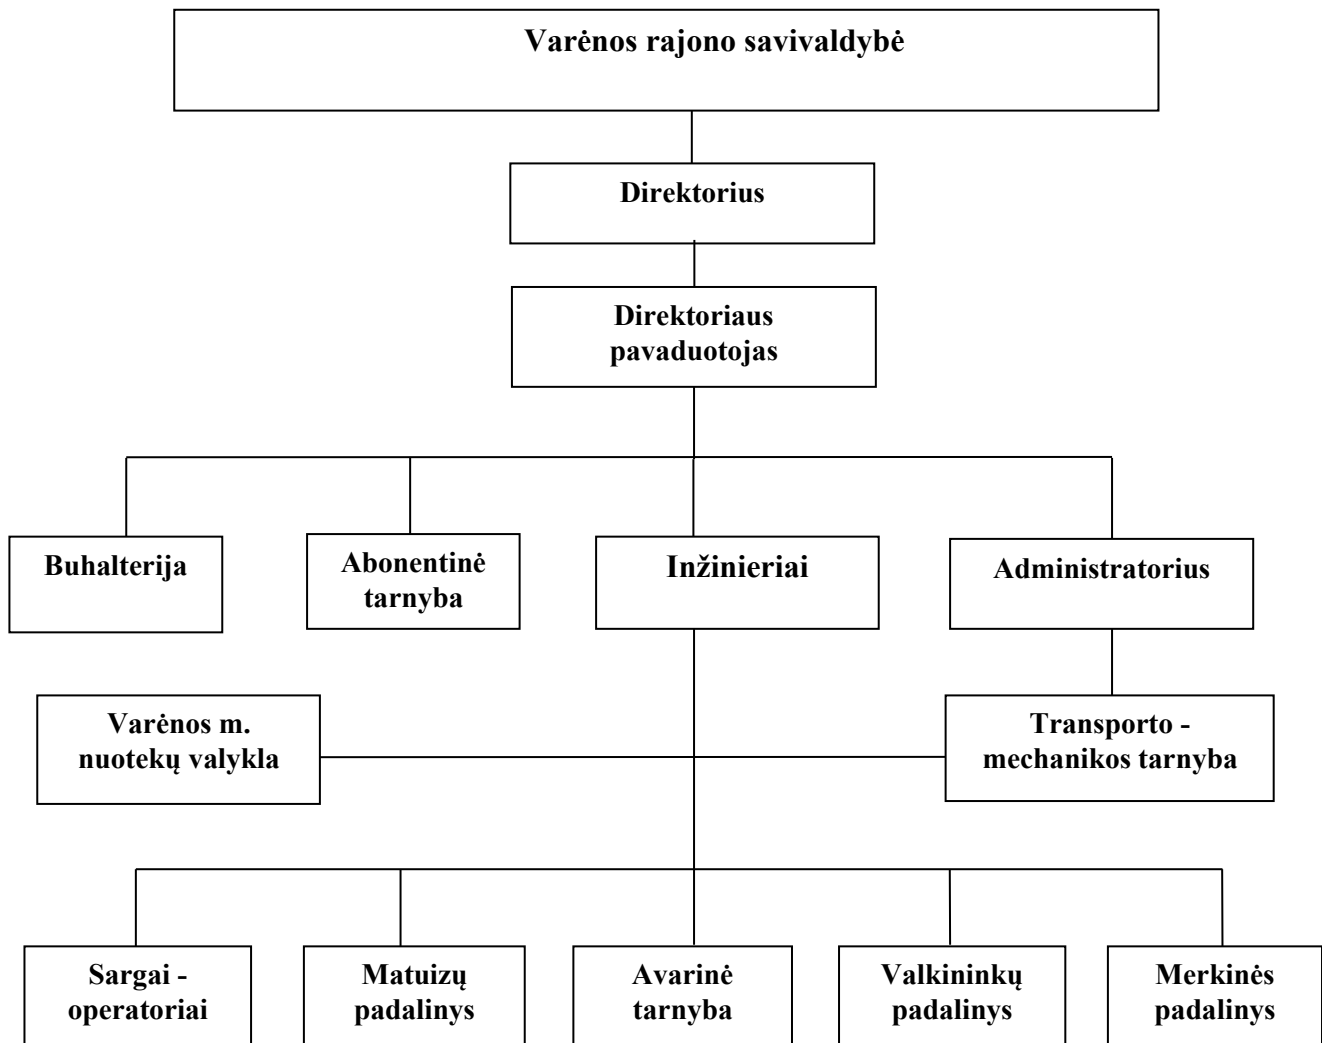 Varėnos rajono savivaldybė
Direktorius
Direktoriaus
pavaduotojas
Buhalterija
Abonentinė
tarnyba
Inžinieriai
Administratorius
Varėnos m.
nuotekų valykla
Transporto -
mechanikos tarnyba
Sargai -
operatoriai
Matuizų
padalinys
Avarinė
tarnyba
Valkininkų
padalinys
Merkinės
padalinys